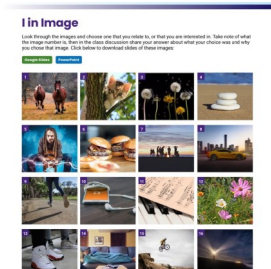 I in Image
Look through the images and choose one that you relate to, or that you are interested in. Take note of what
the image number is, then in the class discussion share your answer about what your choice was and why
you chose that image. Click below to download slides of these images:
Google Slides PowerPoint
1 2 3 4
5 6 7 8
9 10 11 12
13 14 15 16